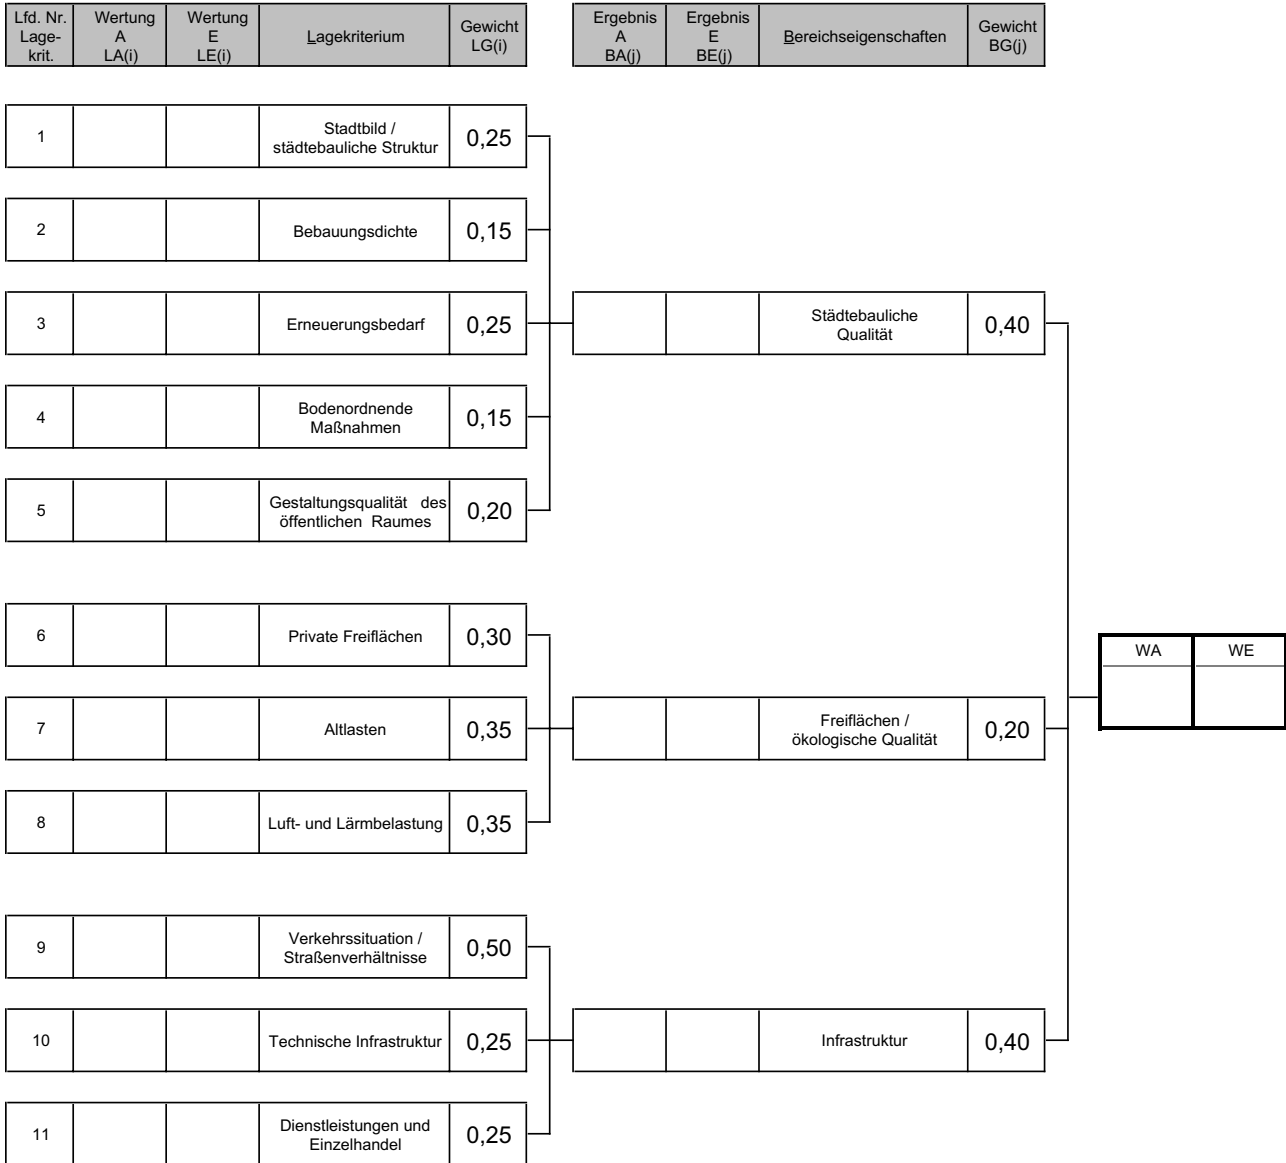 Lfd. Nr.
Lage-
krit.
Wertung
A
LA(i)
Wertung
E
LE(i)
Lagekriterium
Gewicht
LG(i)
Ergebnis
A
BA(j)
Ergebnis
E
BE(j)
Bereichseigenschaften
Gewicht
BG(j)
1
Stadtbild /
städtebauliche Struktur
0,25
2
Bebauungsdichte
0,15
3
Erneuerungsbedarf
0,25
Städtebauliche
Qualität
0,40
4
Bodenordnende
Maßnahmen
0,15
5
Gestaltungsqualität des
öffentlichen Raumes
0,20
6
Private Freiflächen
0,30
WA
WE
7
Altlasten
0,35
Freiflächen /
ökologische Qualität
0,20
8
Luft- und Lärmbelastung
0,35
9
Verkehrssituation /
Straßenverhältnisse
0,50
10
Technische Infrastruktur
0,25
Infrastruktur
0,40
11
Dienstleistungen und
Einzelhandel
0,25